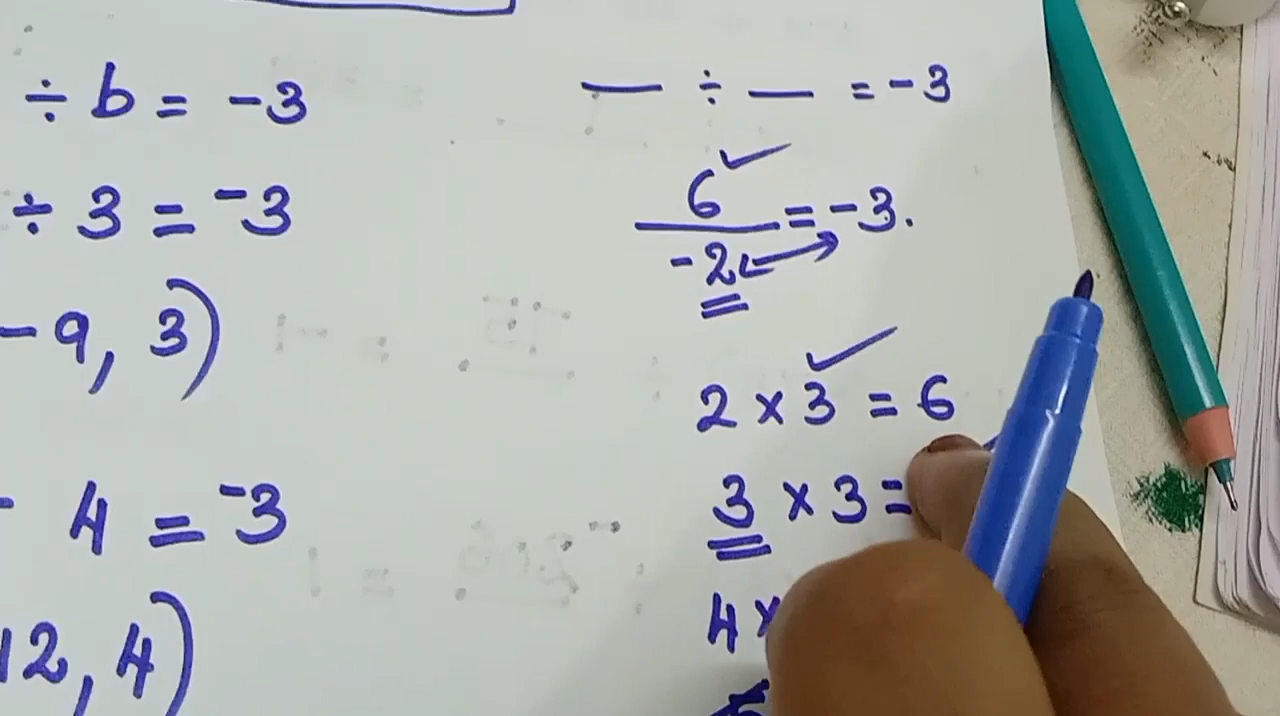 ÷ b = -3
÷ 3 = -3
- 9, 3)
4 = -3
12, 4)
— ÷ — = -3
6
-2 = -3.
2 × 3 = 6
3 × 3 =
4 ×